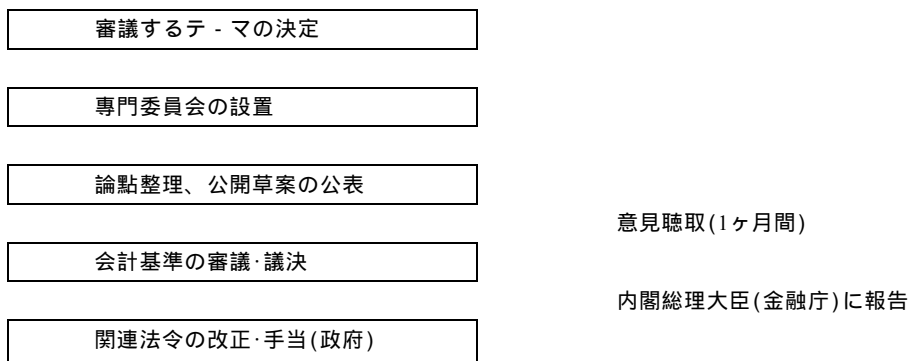 審議するテ‐マの決定
専門委員会の設置
論點整理、公開草案の公表
意見聴取(1ヶ月間)
会計基準の審議·議決
内閣総理大臣(金融庁)に報告
関連法令の改正·手当(政府)